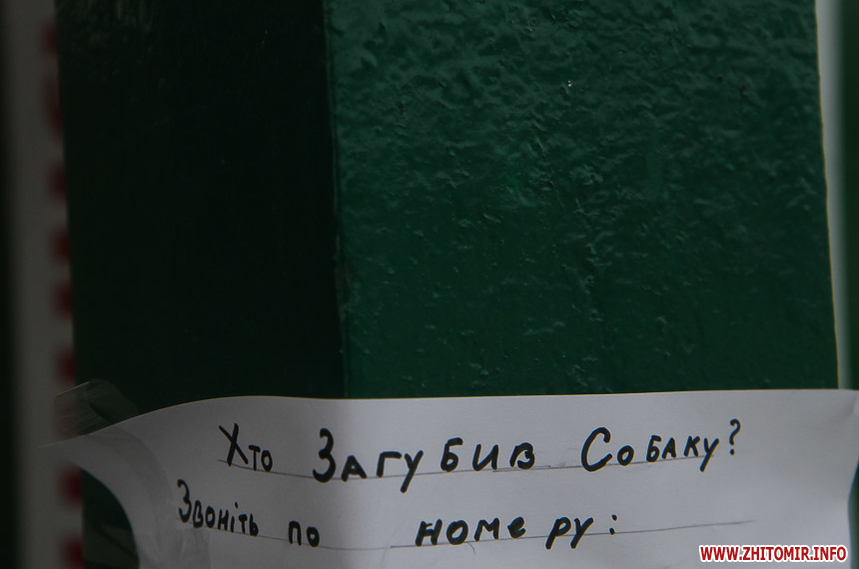 Хто Загубив Собаку?
Звоніть по номеру:
WWW.ZHITOMIR.INFO